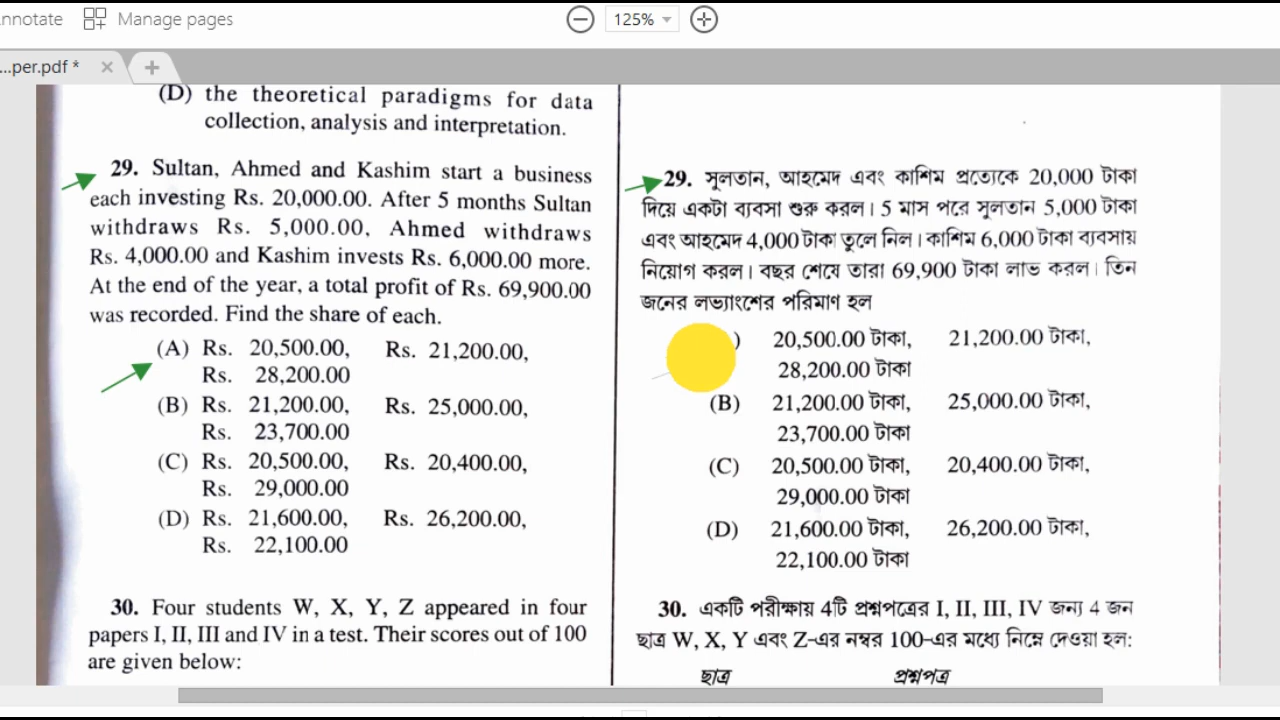 nnotate
Manage pages
125%
...per.pdf *
(D) the theoretical paradigms for data
collection, analysis and interpretation.
29. Sultan, Ahmed and Kashim start a business
each investing Rs. 20,000.00. After 5 months Sultan
withdraws Rs. 5,000.00, Ahmed withdraws
Rs. 4,000.00 and Kashim invests Rs. 6,000.00 more.
At the end of the year, a total profit of Rs. 69,900.00
was recorded. Find the share of each.
(A) Rs. 20,500.00, Rs. 21,200.00,
Rs. 28,200.00
(B) Rs. 21,200.00, Rs. 25,000.00,
Rs. 23,700.00
(C) Rs. 20,500.00, Rs. 20,400.00,
Rs. 29,000.00
(D) Rs. 21,600.00, Rs. 26,200.00,
Rs. 22,100.00
30. Four students W, X, Y, Z appeared in four
papers I, II, III and IV in a test. Their scores out of 100
are given below:
29. সুলতান, আহমেদ এবং কাশিম প্রত্যেকে 20,000 টাকা
দিয়ে একটা ব্যবসা শুরু করল। 5 মাস পরে সুলতান 5,000 টাকা
এবং আহমেদ 4,000 টাকা তুলে নিল। কাশিম 6,000 টাকা ব্যবসায়
নিয়োগ করল। বছর শেষে তারা 69,900 টাকা লাভ করল। তিন
জনের লভ্যাংশের পরিমাণ হল
) 20,500.00 টাকা, 21,200.00 টাকা,
28,200.00 টাকা
(B) 21,200.00 টাকা, 25,000.00 টাকা,
23,700.00 টাকা
(C) 20,500.00 টাকা, 20,400.00 টাকা,
29,000.00 টাকা
(D) 21,600.00 টাকা, 26,200.00 টাকা,
22,100.00 টাকা
30. একটি পরীক্ষায় 4টি প্রশ্নপত্রের I, II, III, IV জন্য 4 জন
ছাত্র W, X, Y এবং Z-এর নম্বর 100-এর মধ্যে নিম্নে দেওয়া হল:
ছাত্র প্রশ্নপত্র